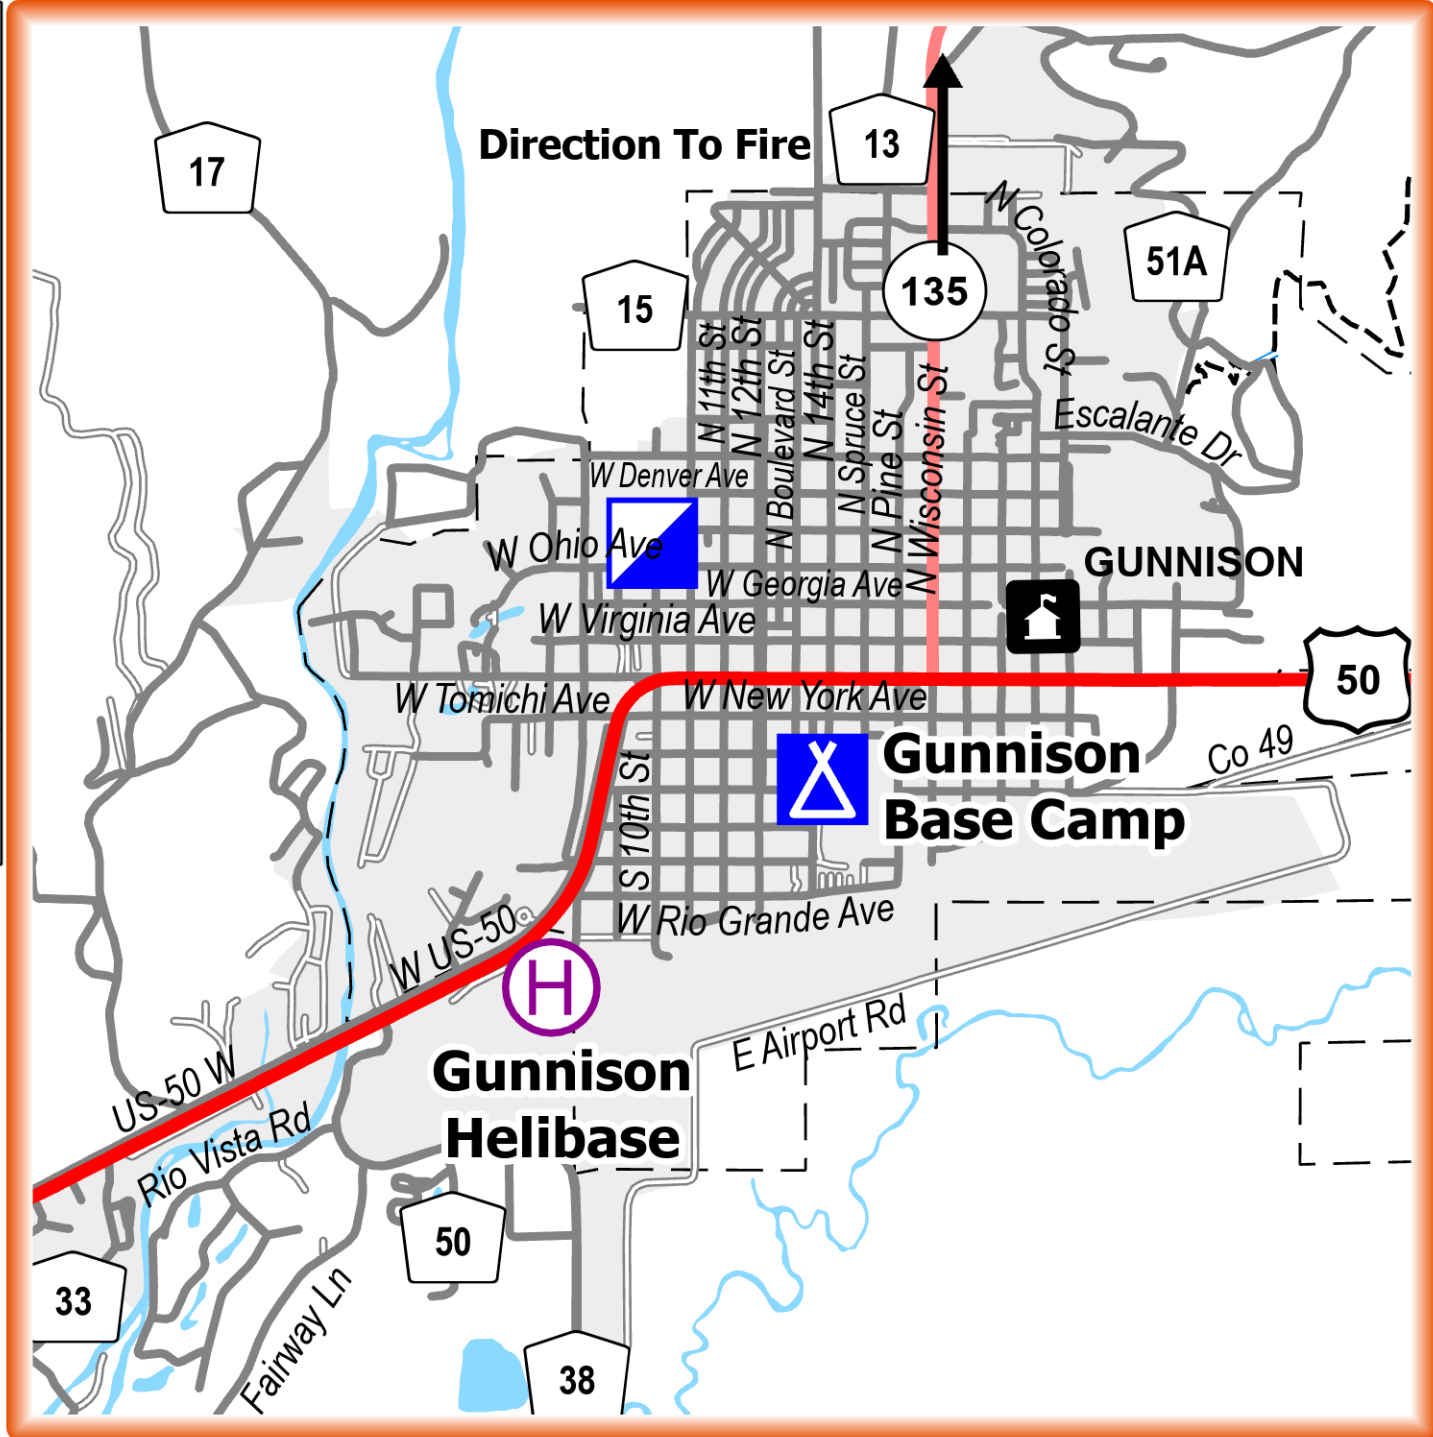 Direction To Fire
13
17
N Colorado St
51A
135
15
N 11th St
N 12th St
N Boulevard St
N 14th St
N Spruce St
N Pine St
N Wisconsin St
Escalante Dr
W Denver Ave
W Ohio Ave
GUNNISON
W Georgia Ave
W Virginia Ave
50
W Tomichi Ave
W New York Ave
Gunnison
Base Camp
Co 49
S 10th St
W Rio Grande Ave
W US-50
H
E Airport Rd
Gunnison
Helibase
US-50 W
Rio Vista Rd
50
33
Fairway Ln
38